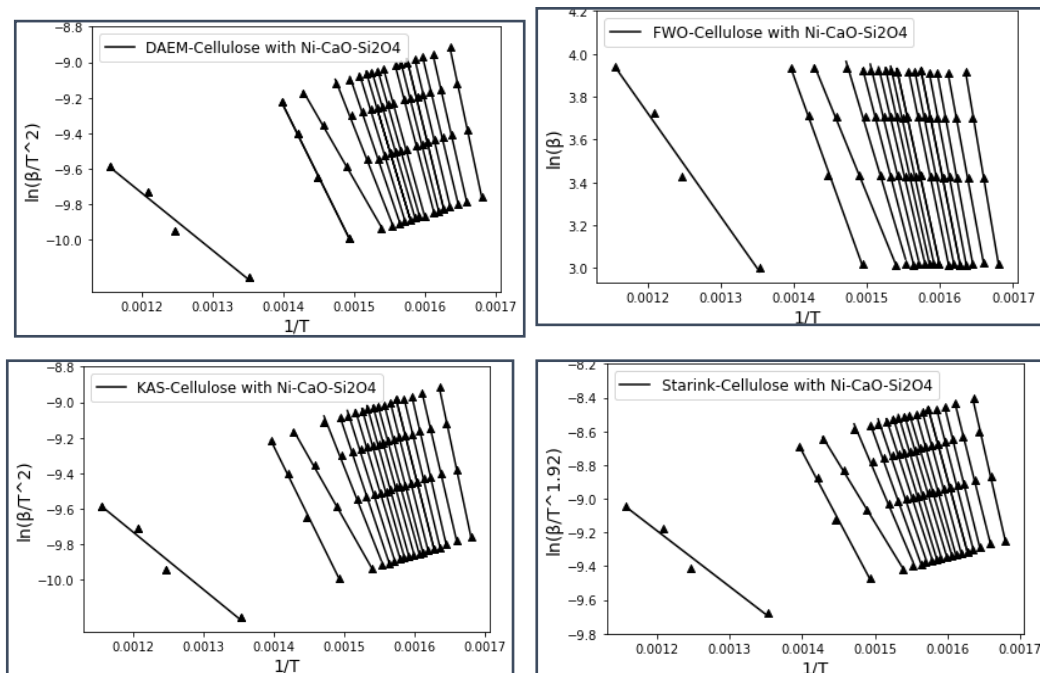 −8.8
−9.0
−9.2
−9.4
−9.6
−9.8
−10.0
ln(β/T^2)
DAEM-Cellulose with Ni-CaO-Si2O4
0.0012 0.0013 0.0014 0.0015 0.0016 0.0017
1/T
4.2
3.8
3.4
3.0
ln(β)
FWO-Cellulose with Ni-CaO-Si2O4
0.0012 0.0013 0.0014 0.0015 0.0016 0.0017
1/T
−8.8
−9.0
−9.2
−9.4
−9.6
−9.8
−10.0
ln(β/T^2)
KAS-Cellulose with Ni-CaO-Si2O4
0.0012 0.0013 0.0014 0.0015 0.0016 0.0017
1/T
−8.2
−8.4
−8.6
−8.8
−9.0
−9.2
−9.4
−9.6
−9.8
ln(β/T^1.92)
Starink-Cellulose with Ni-CaO-Si2O4
0.0012 0.0013 0.0014 0.0015 0.0016 0.0017
1/T